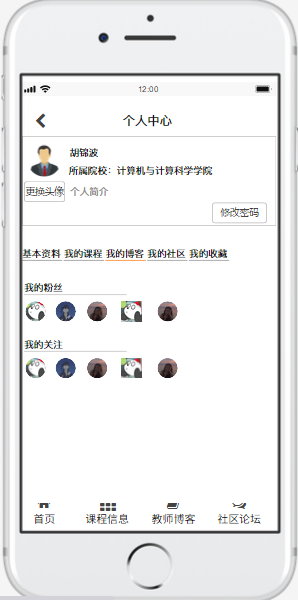 12:00
个人中心
胡锦波
所属院校：计算机与计算科学学院
更换头像 个人简介
修改密码
基本资料 我的课程 我的博客 我的社区 我的收藏
我的粉丝
我的关注
首页 课程信息 教师博客 社区论坛